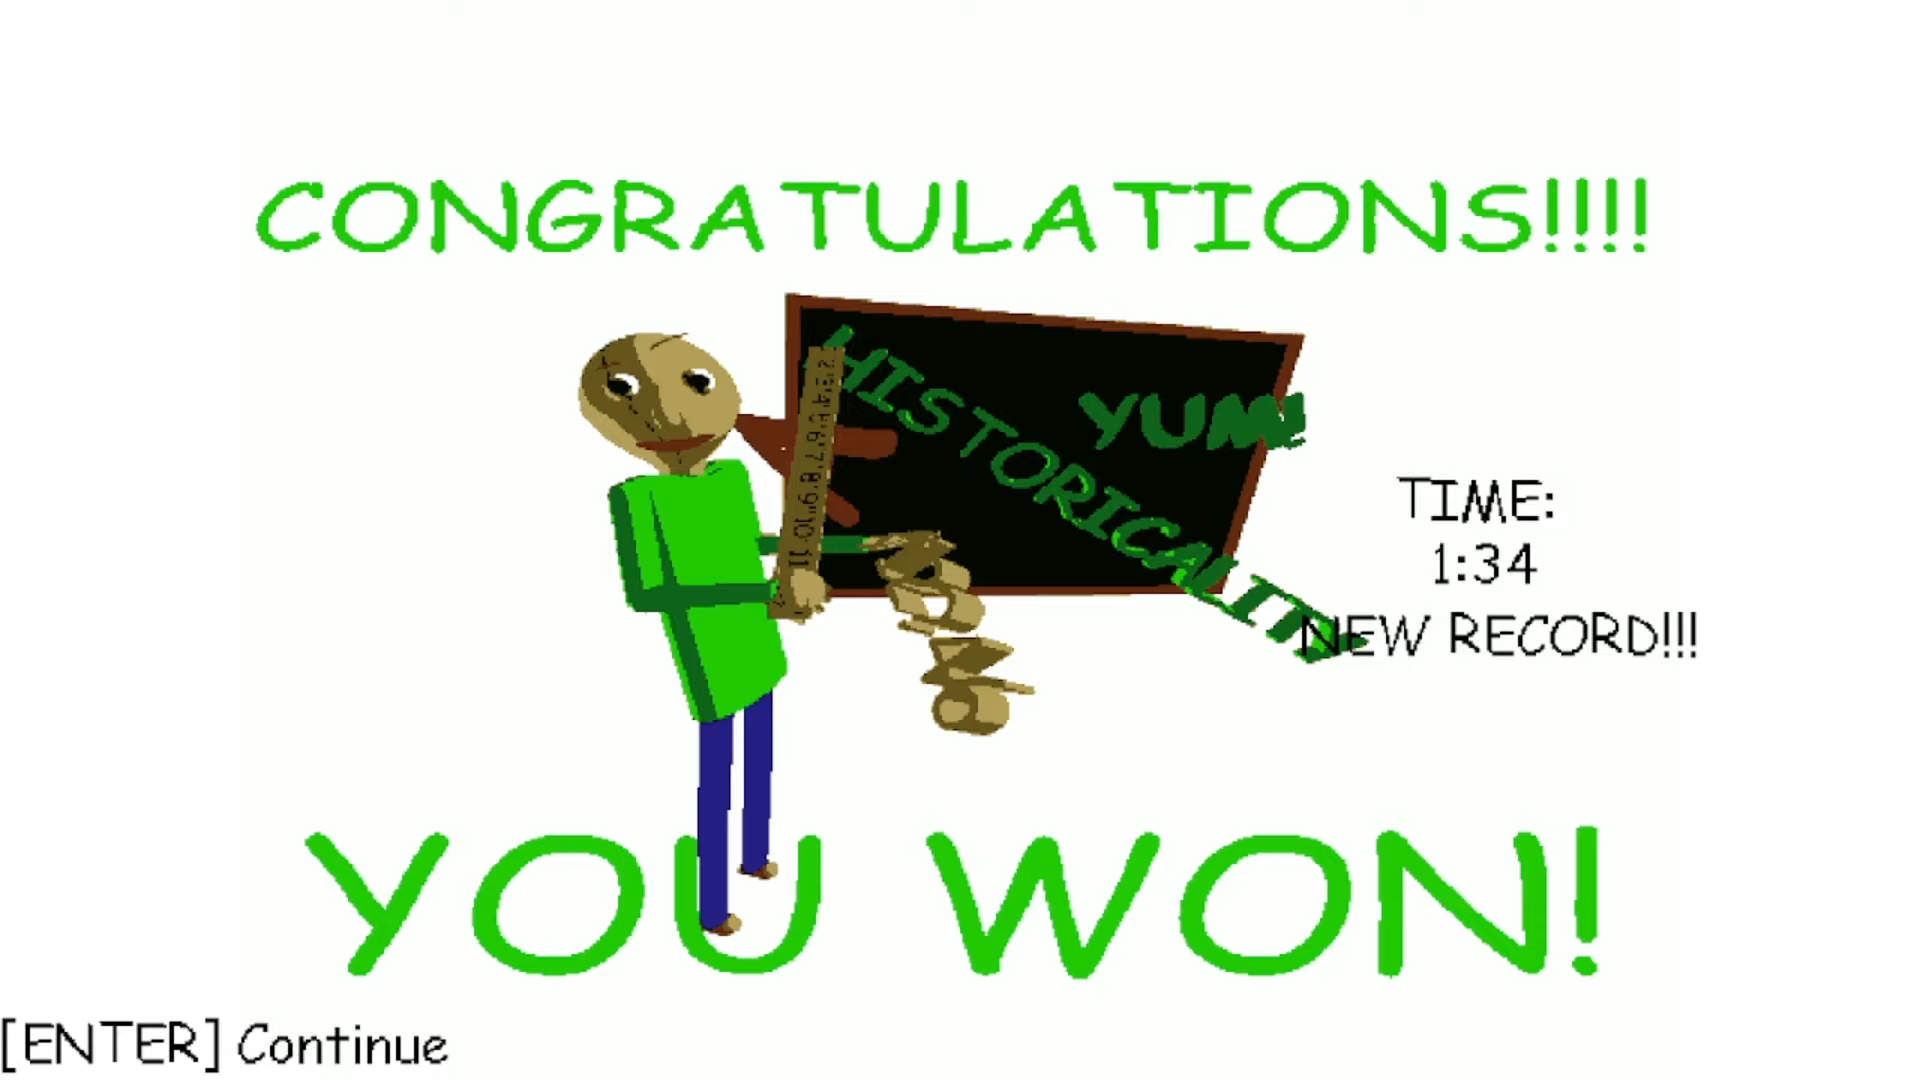 CONGRATULATIONS!!!!
HISTORICALITY
YUM!
TIME:
1:34
NEW RECORD!!!
YOU WON!
[ENTER] Continue